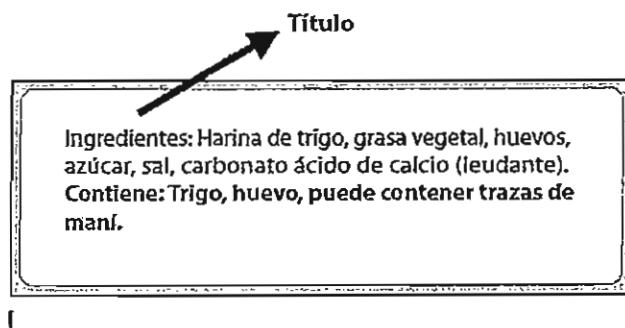 Título
Ingredientes: Harina de trigo, grasa vegetal, huevos,
azúcar, sal, carbonato ácido de calcio (leudante).
Contiene: Trigo, huevo, puede contener trazas de
maní.